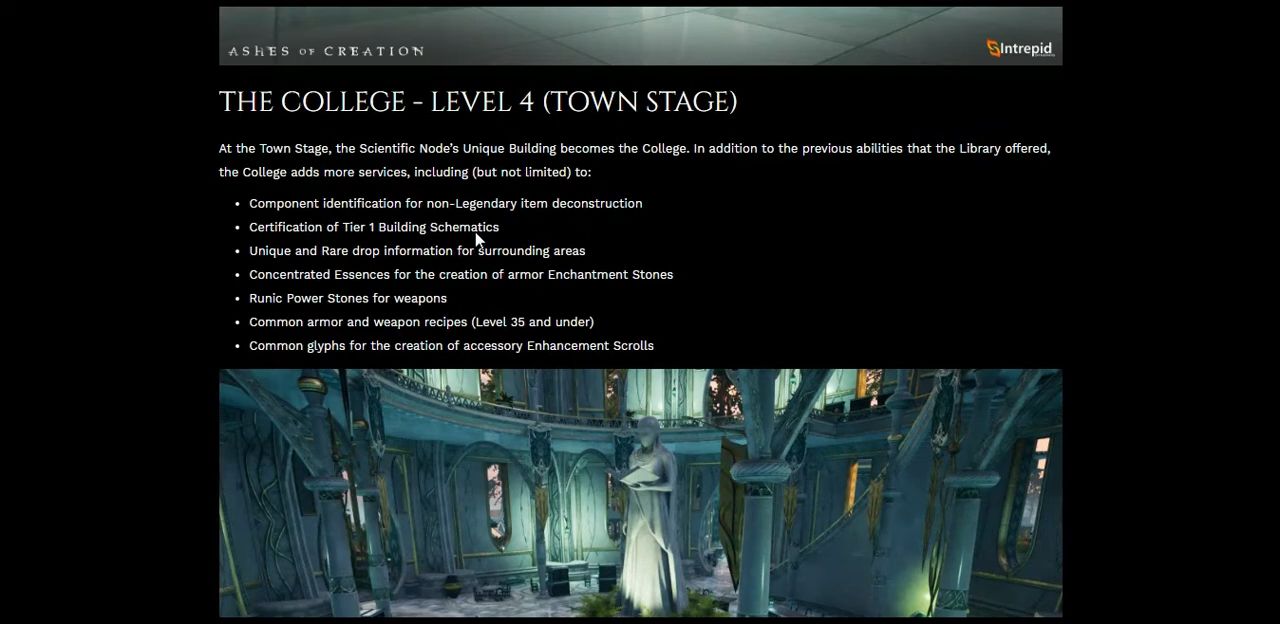 ASHES OF CREATION
Intrepid
THE COLLEGE - LEVEL 4 (TOWN STAGE)
At the Town Stage, the Scientific Node’s Unique Building becomes the College. In addition to the previous abilities that the Library offered,
the College adds more services, including (but not limited) to:
• Component identification for non-Legendary item deconstruction
• Certification of Tier 1 Building Schematics
• Unique and Rare drop information for surrounding areas
• Concentrated Essences for the creation of armor Enchantment Stones
• Runic Power Stones for weapons
• Common armor and weapon recipes (Level 35 and under)
• Common glyphs for the creation of accessory Enhancement Scrolls